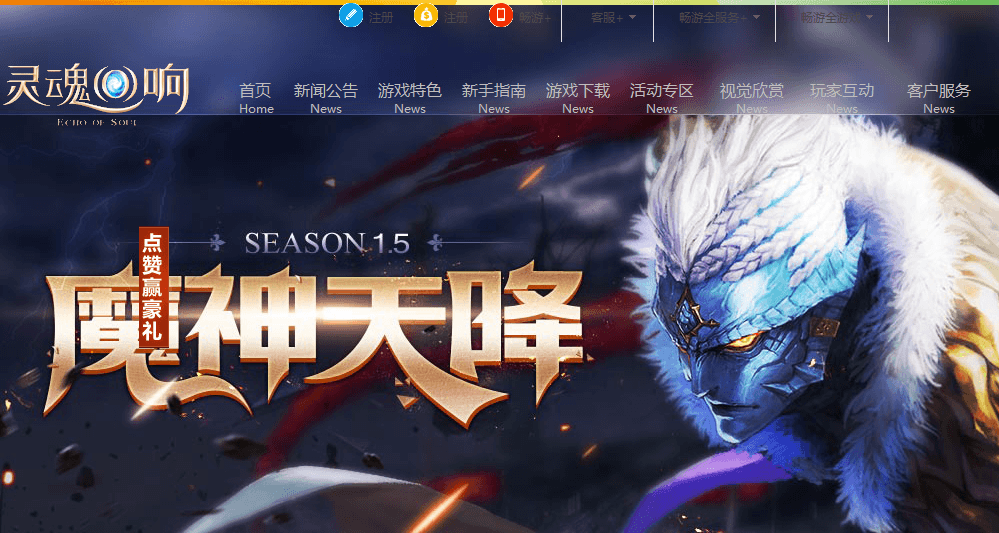 注册
注册
畅游+
客服+
畅游全服务+
畅游全游戏
灵魂回响
ECHO OF SOUL
首页
Home
新闻公告
News
游戏特色
News
新手指南
News
游戏下载
News
活动专区
News
视觉欣赏
News
玩家互动
News
客户服务
News
SEASON 1.5
点赞赢豪礼
魔神天降